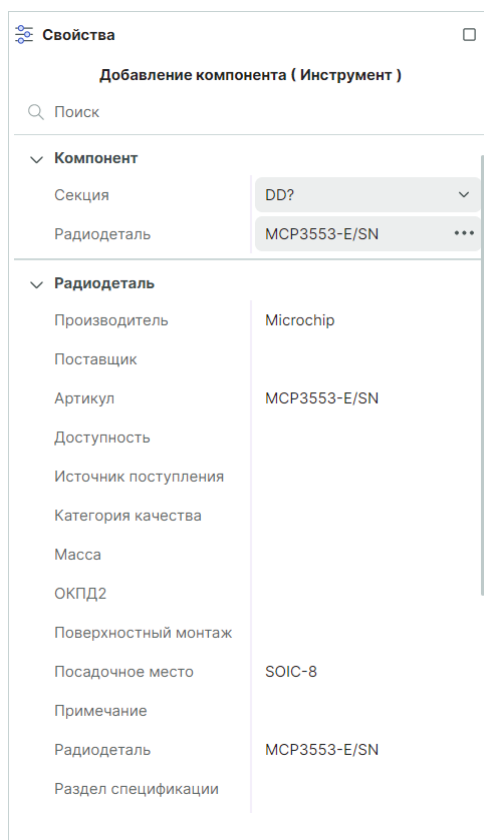 Свойства
Добавление компонента ( Инструмент )
Поиск
Компонент
Секция DD?
Радиодеталь MCP3553-E/SN
Радиодеталь
Производитель Microchip
Поставщик
Артикул MCP3553-E/SN
Доступность
Источник поступления
Категория качества
Масса
ОКПД2
Поверхностный монтаж
Посадочное место SOIC-8
Примечание
Радиодеталь MCP3553-E/SN
Раздел спецификации